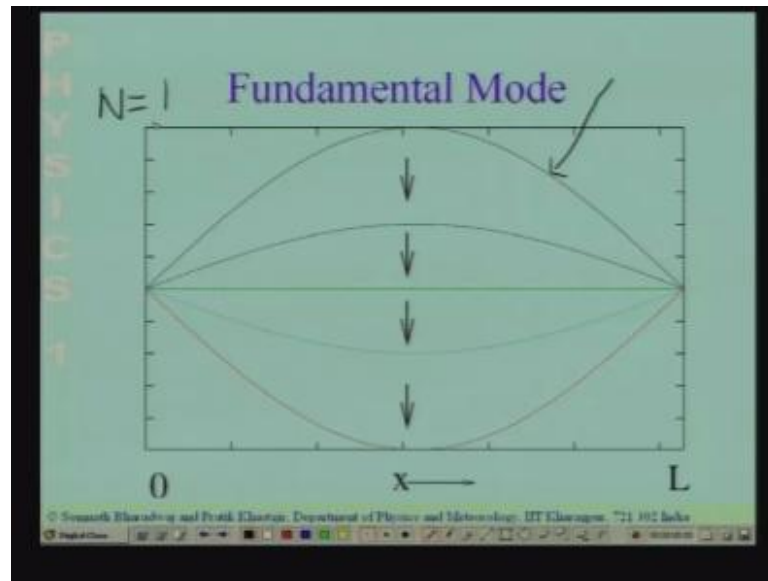 PHYSICS 1
N=1
Fundamental Mode
0 x L
© Somnath Bharadwaj and Pratik Khastgir, Department of Physics and Meteorology, IIT Kharagpur, 721 302 India